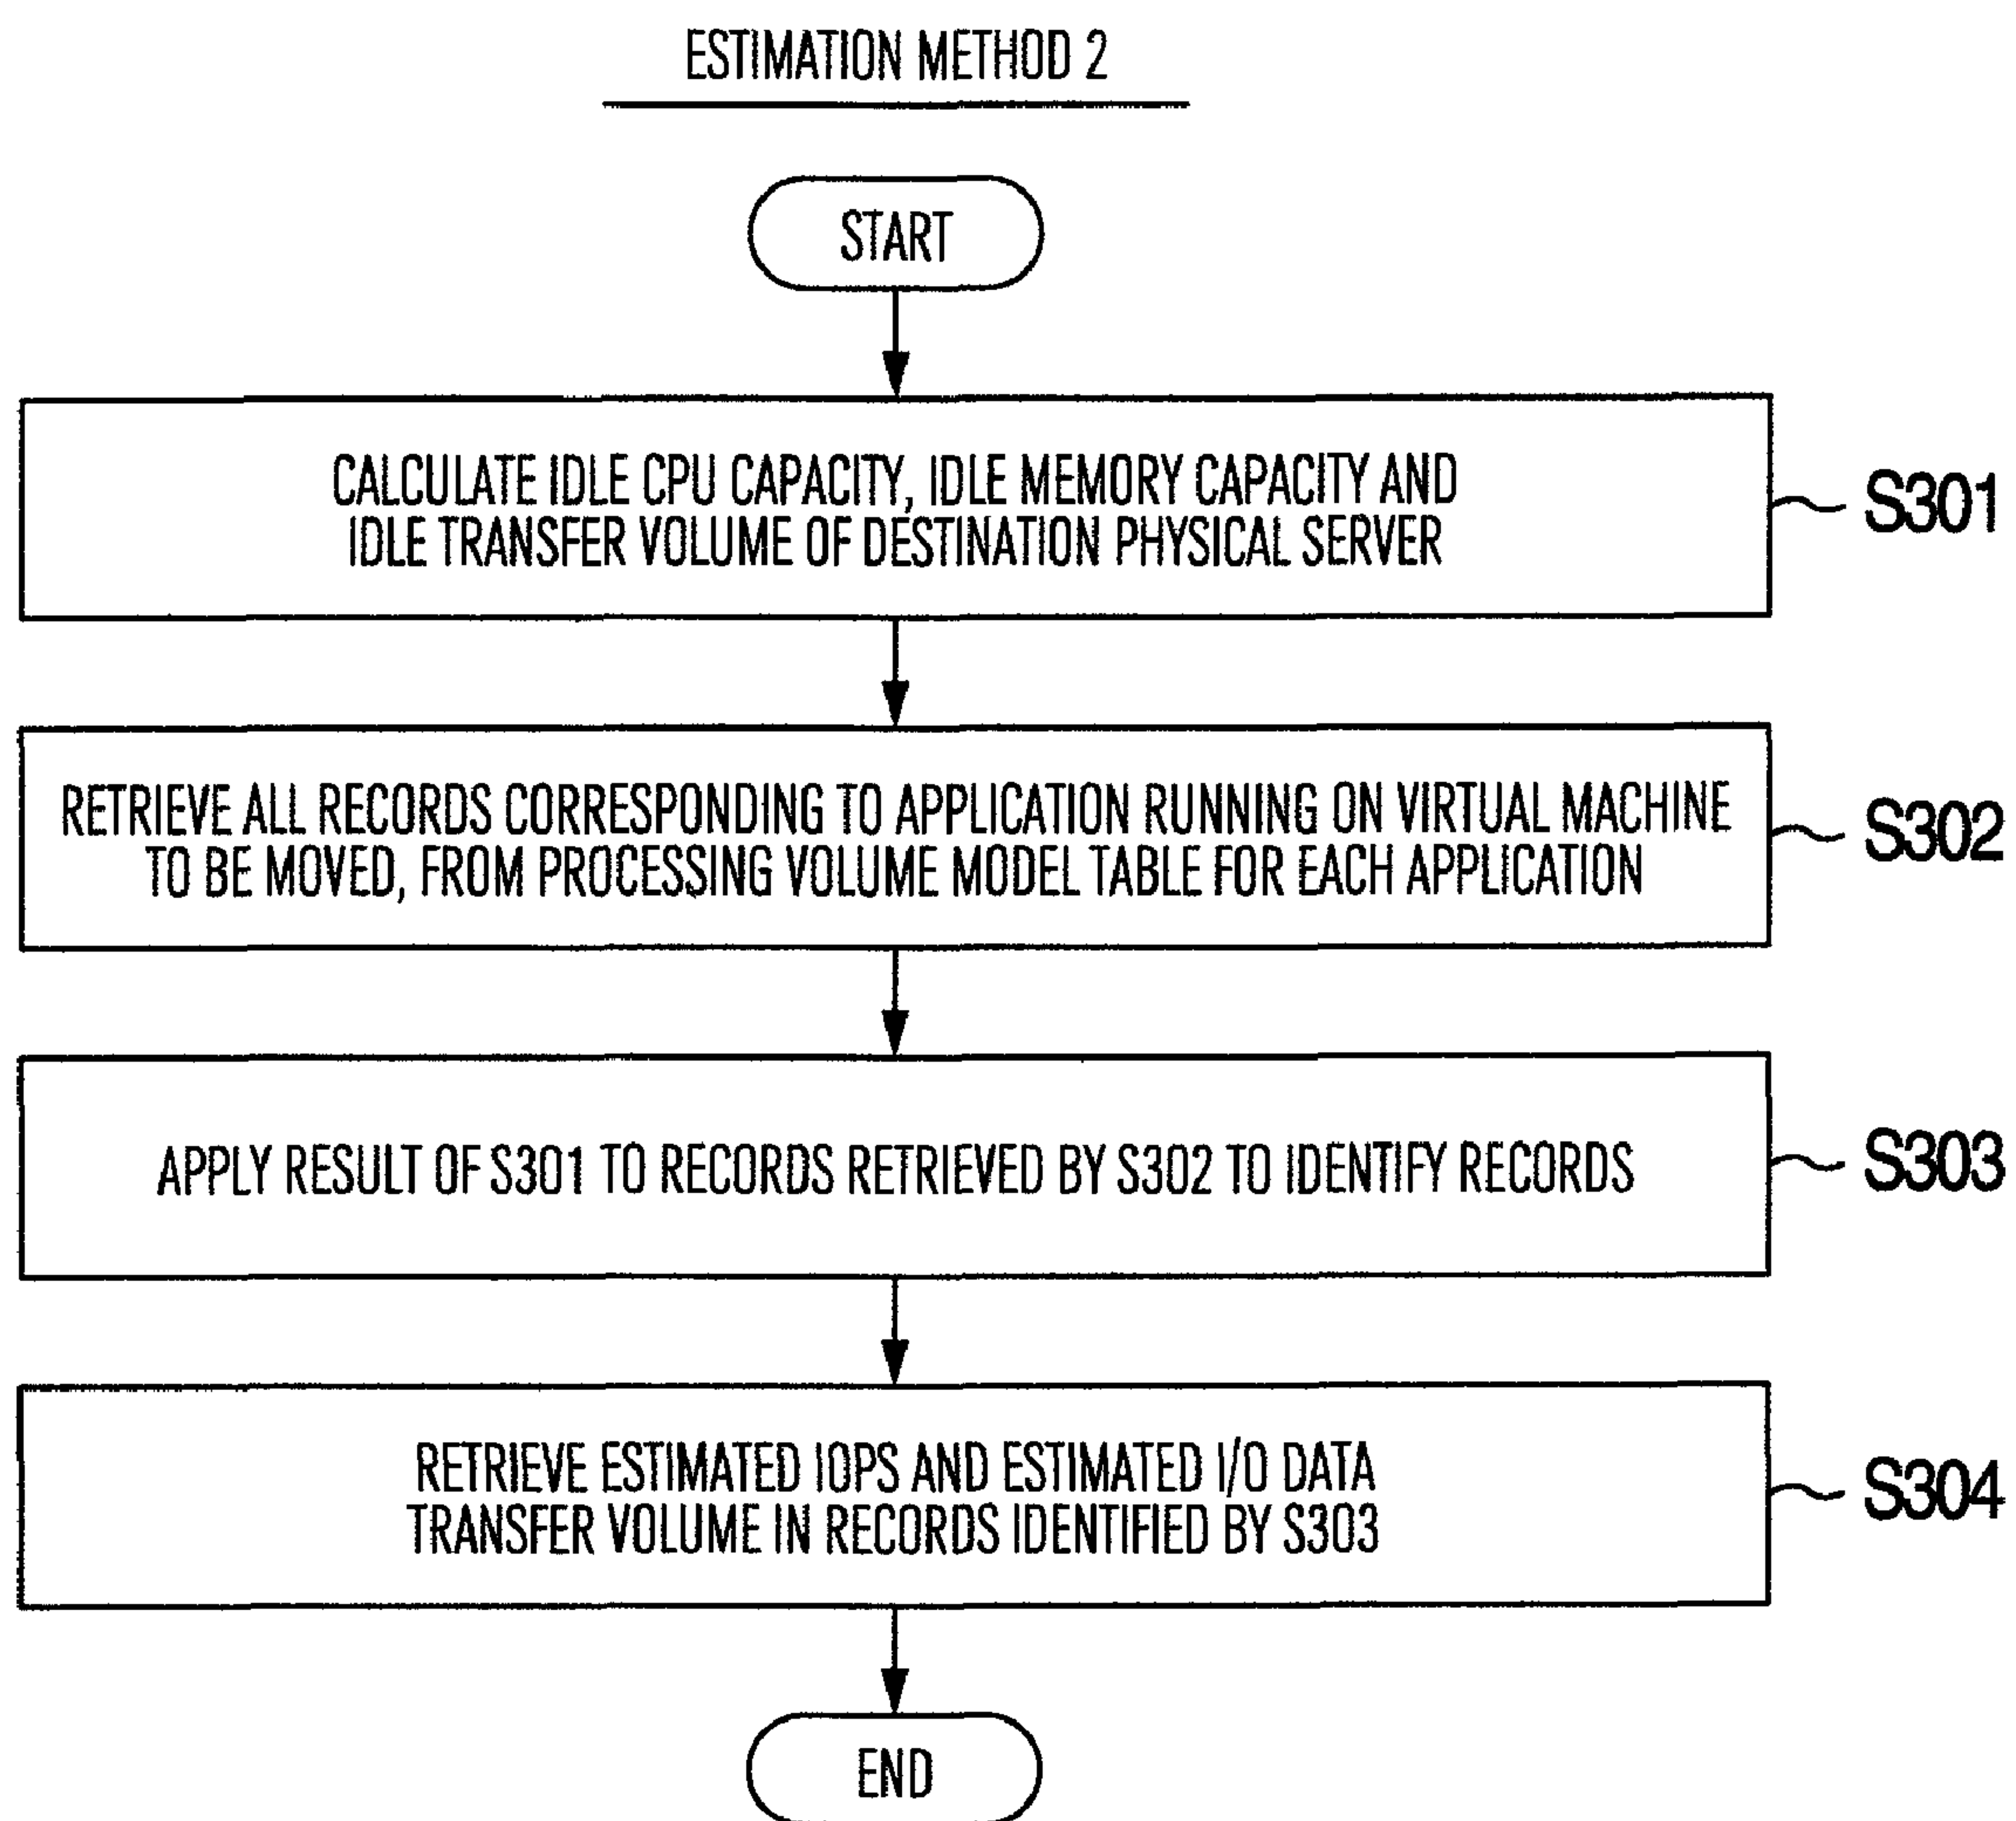 ESTIMATION METHOD 2
START
CALCULATE IDLE CPU CAPACITY, IDLE MEMORY CAPACITY AND
IDLE TRANSFER VOLUME OF DESTINATION PHYSICAL SERVER
S301
RETRIEVE ALL RECORDS CORRESPONDING TO APPLICATION RUNNING ON VIRTUAL MACHINE
TO BE MOVED, FROM PROCESSING VOLUME MODEL TABLE FOR EACH APPLICATION
S302
APPLY RESULT OF S301 TO RECORDS RETRIEVED BY S302 TO IDENTIFY RECORDS
S303
RETRIEVE ESTIMATED IOPS AND ESTIMATED I/O DATA
TRANSFER VOLUME IN RECORDS IDENTIFIED BY S303
S304
END